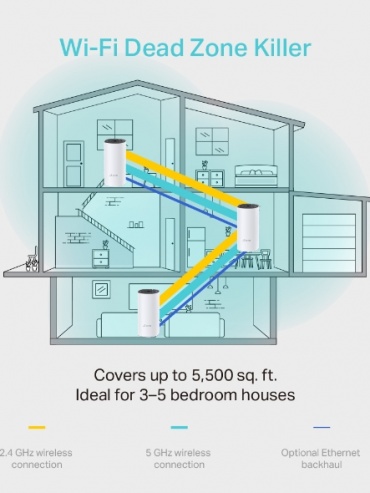 Wi-Fi Dead Zone Killer
Covers up to 5,500 sq. ft.
Ideal for 3–5 bedroom houses
2.4 GHz wireless
connection
5 GHz wireless
connection
Optional Ethernet
backhaul